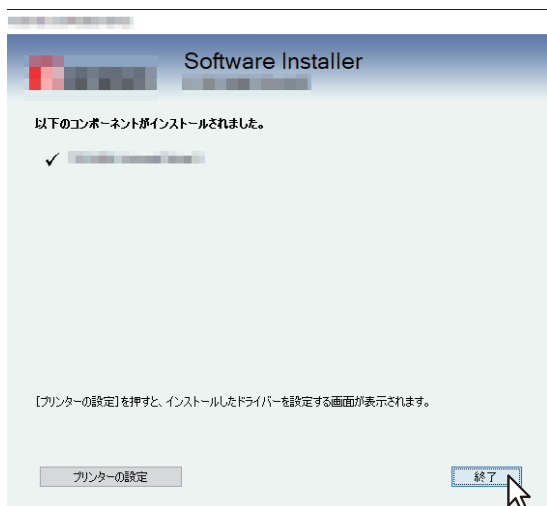 Software Installer
以下のコンポーネントがインストールされました。
[プリンターの設定]を押すと、インストールしたドライバーを設定する画面が表示されます。
プリンターの設定
終了